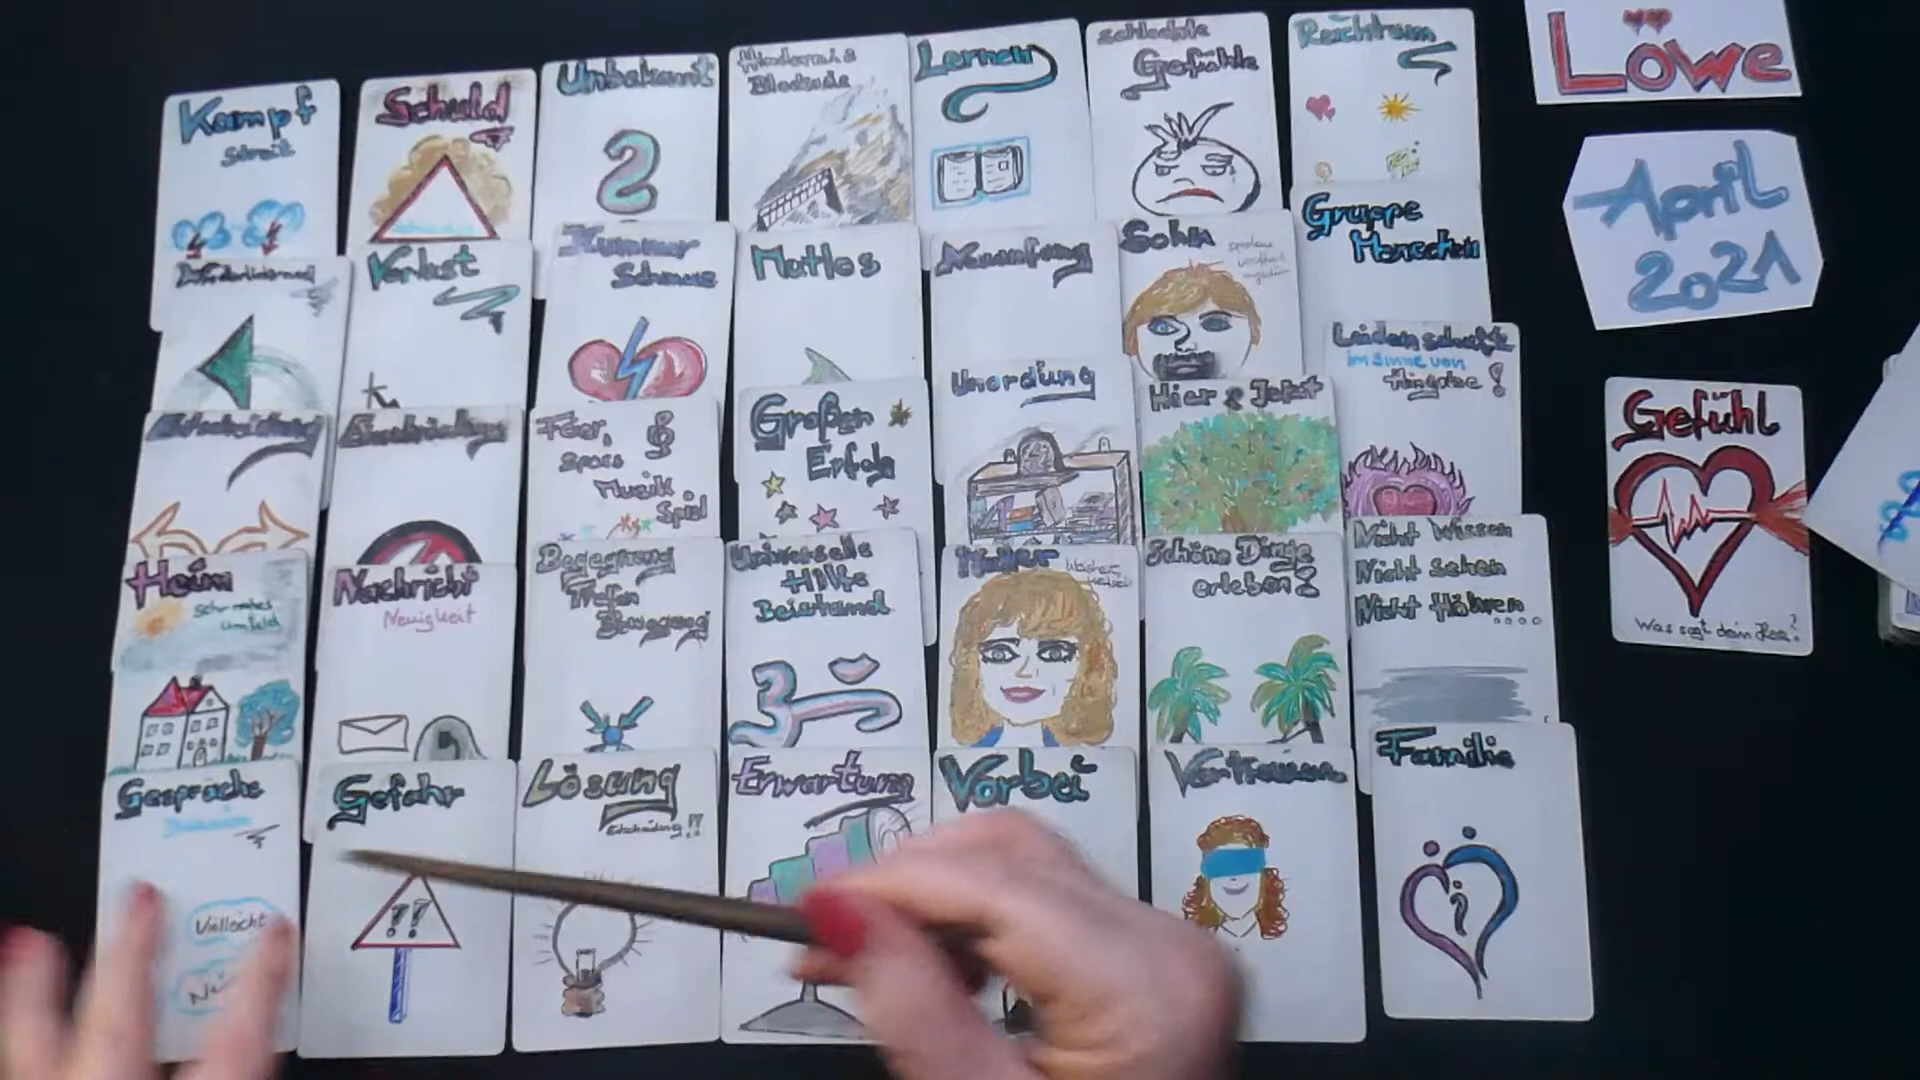 Kampf
Streit
Schuld
Unbekannt
2
Hindernis &
Blockade
Lernen
schlechte
Gefühle
Reichtum
Löwe
April
2021
Verlust
Kummer
Schmerz
Mutlos
Neuanfang
Sohn
Gruppe
Menschen
Unordnung
Hier & Jetzt
Leidenschaft
im Sinne von
Hingabe!
Gefühl
Was sagt dein Herz?
Entscheidung
Spass
Musik
Spiel
Großer
Erfolg
Heim
sehr nahes
Umfeld
Nachricht
Neuigkeit
Begegnung
Treffen
Bewegung
Universelle
Hilfe
Beistand
Mutter
Schöne Dinge
erleben
Nicht Wissen
Nicht sehen
Nicht Hören....
Gespräche
Vielleicht
Gefahr
??
Lösung
Erwartung
Vorbei
Vertrauen
Familie